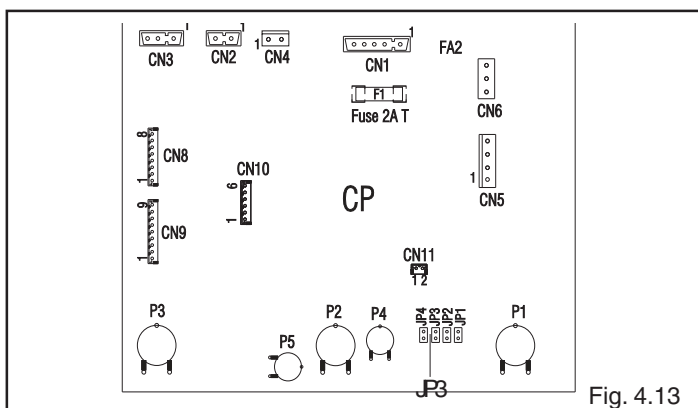 1 1 1 1
CN3 CN2 CN4 CN1 FA2
F1
Fuse 2A T
CN6
8
CN8
1
CN10
6
1
CP
1
CN5
9
CN9
1
CN11
1 2
P3 P5 P2 P4 JP4 JP3 JP2 JP1 P1
JP3
Fig. 4.13